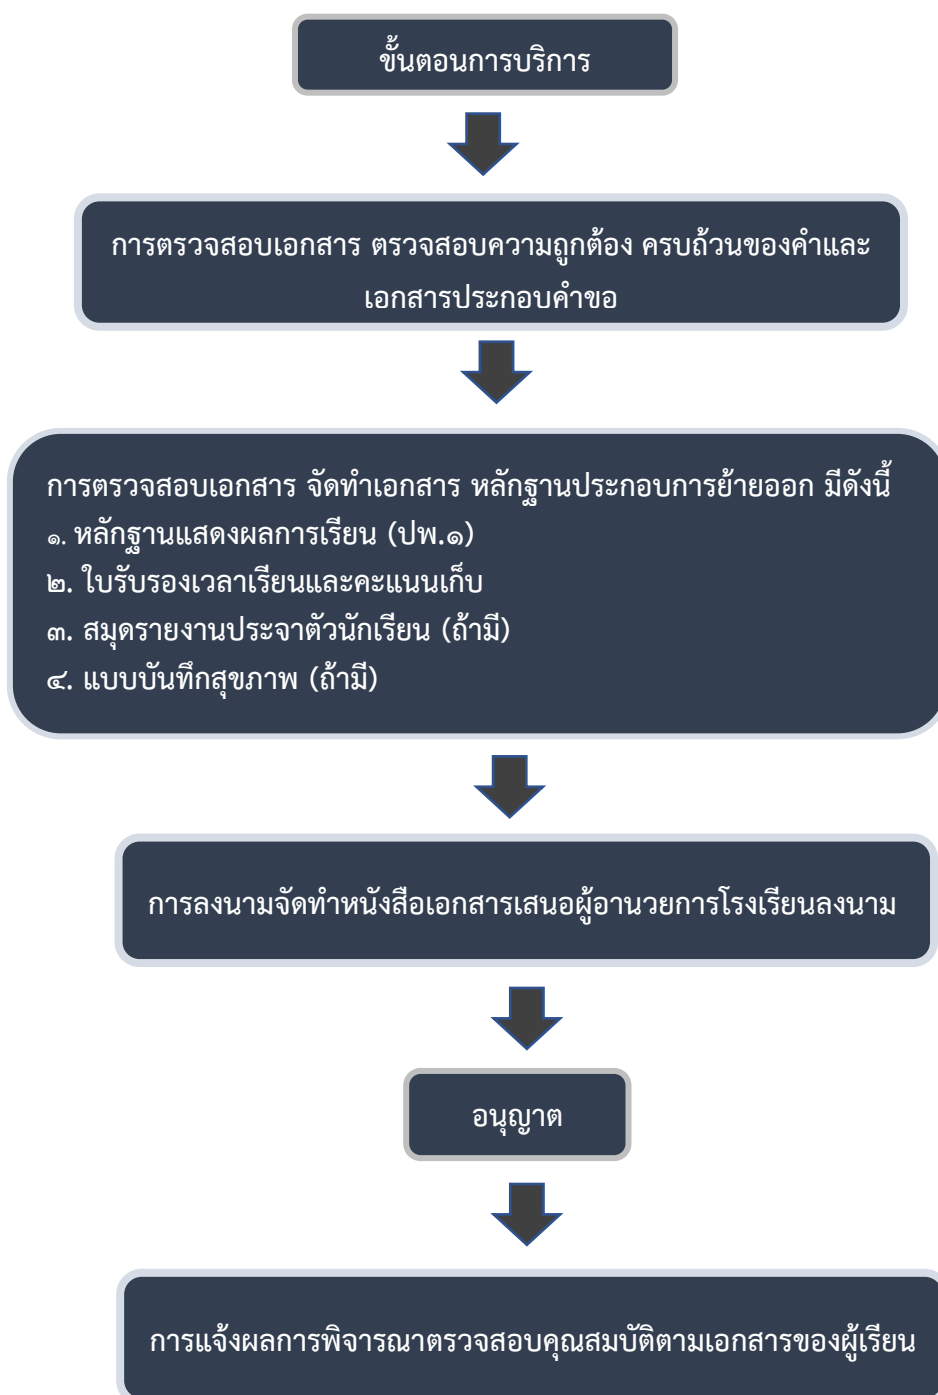 ขั้นตอนการบริการ
การตรวจสอบเอกสาร ตรวจสอบความถูกต้อง ครบถ้วนของคำและ
เอกสารประกอบคำขอ
การตรวจสอบเอกสาร จัดทำเอกสาร หลักฐานประกอบการย้ายออก มีดังนี้
๑. หลักฐานแสดงผลการเรียน (ปพ.๑)
๒. ใบรับรองเวลาเรียนและคะแนนเก็บ
๓. สมุดรายงานประจาตัวนักเรียน (ถ้ามี)
๔. แบบบันทึกสุขภาพ (ถ้ามี)
การลงนามจัดทำหนังสือเอกสารเสนอผู้อานวยการโรงเรียนลงนาม
อนุญาต
การแจ้งผลการพิจารณาตรวจสอบคุณสมบัติตามเอกสารของผู้เรียน